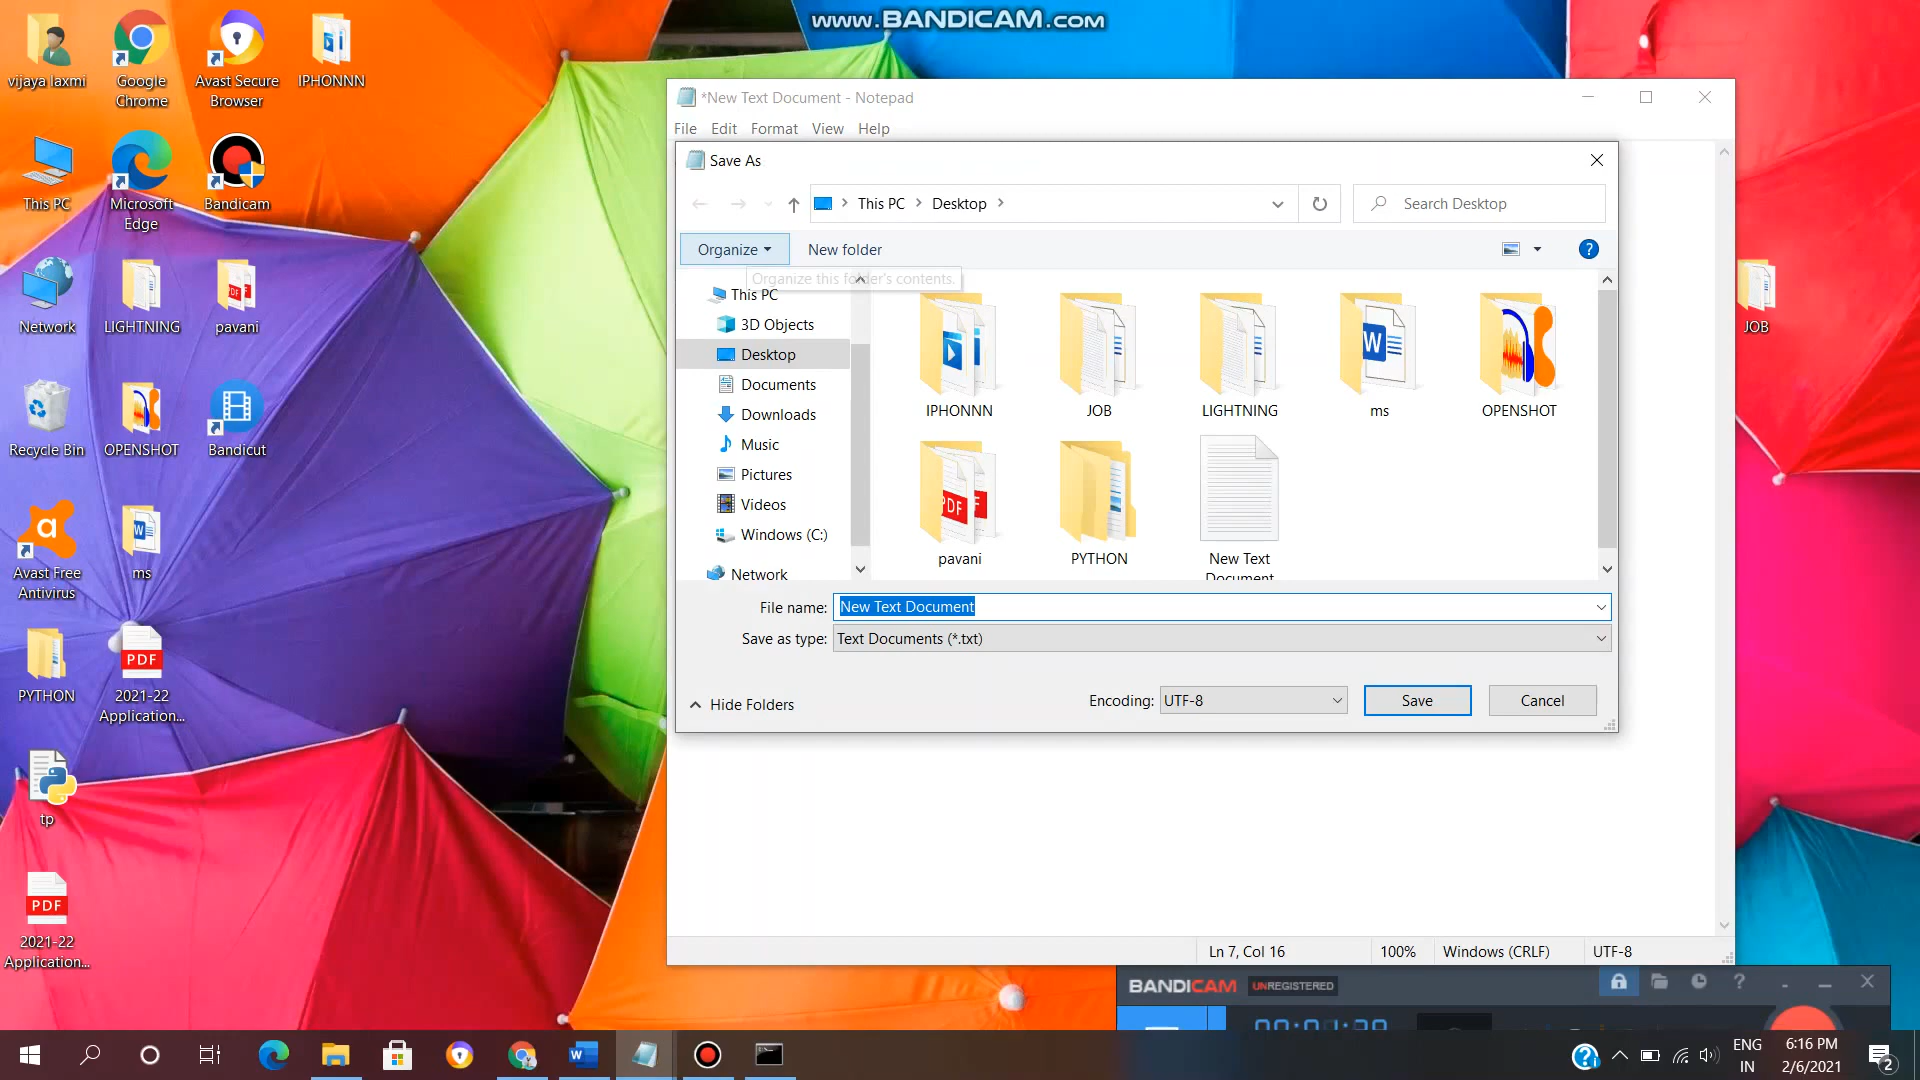 www.BANDICAM.com
vijaya laxmi
Google Chrome
Avast Secure Browser
IPHONNN
This PC
Microsoft Edge
Bandicam
Network
LIGHTNING
pavani
Recycle Bin
OPENSHOT
Bandicut
Avast Free Antivirus
ms
PYTHON
PDF
2021-22 Application...
tp
PDF
2021-22 Application...
JOB
*New Text Document - Notepad
File Edit Format View Help
Save As
This PC Desktop
Search Desktop
Organize New folder
Organize this folder's contents.
This PC
3D Objects
Desktop
Documents
Downloads
Music
Pictures
Videos
Windows (C:)
Network
IPHONNN JOB LIGHTNING ms OPENSHOT
pavani PYTHON New Text Document
File name: New Text Document
Save as type: Text Documents (*.txt)
Hide Folders
Encoding: UTF-8 Save Cancel
Ln 7, Col 16 100% Windows (CRLF) UTF-8
BANDICAM UNREGISTERED
ENG IN
6:16 PM
2/6/2021
2